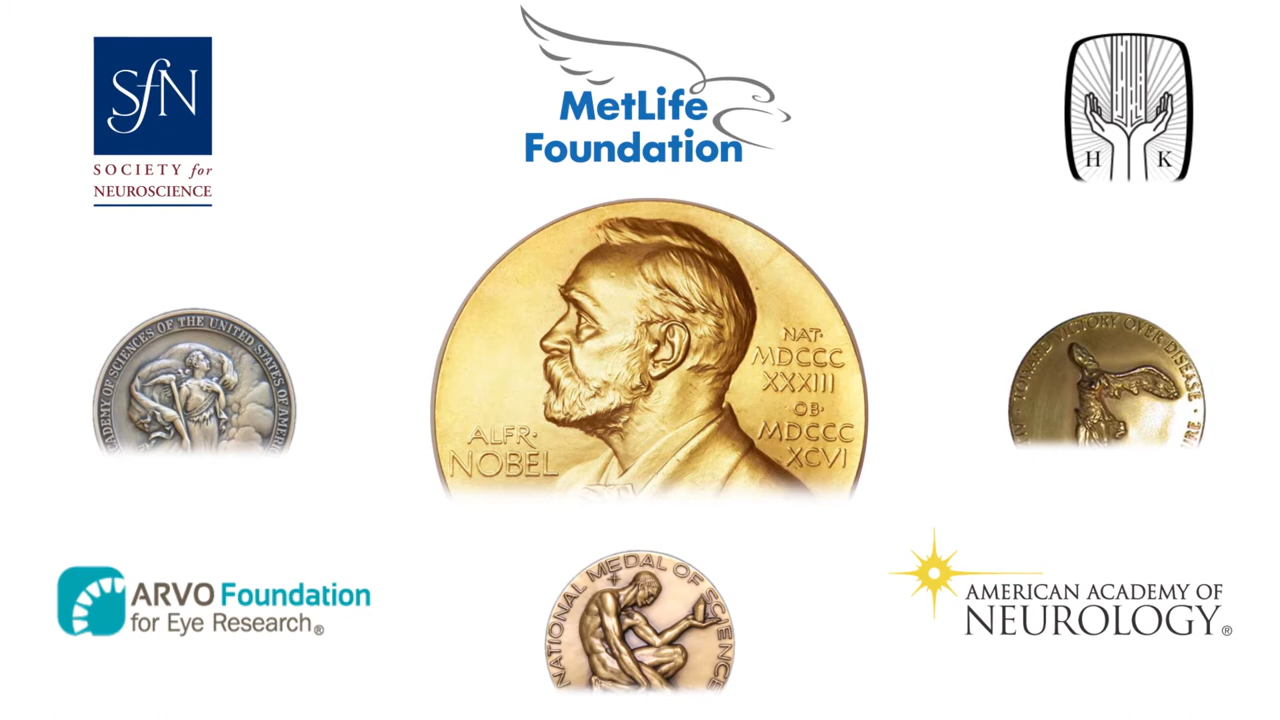 SfN
SOCIETY for
NEUROSCIENCE
MetLife
Foundation
H K
ACADEMY OF SCIENCES OF THE UNITED STATES OF AMERICA
ALFR·
NOBEL
NAT·
MDCCC
XXXIII
OB·
MDCCC
XCVI
TOWARD VICTORY OVER DISEASE ·
ARVO Foundation
for Eye Research®
NATIONAL MEDAL OF SCIENCE
AMERICAN ACADEMY OF
NEUROLOGY®